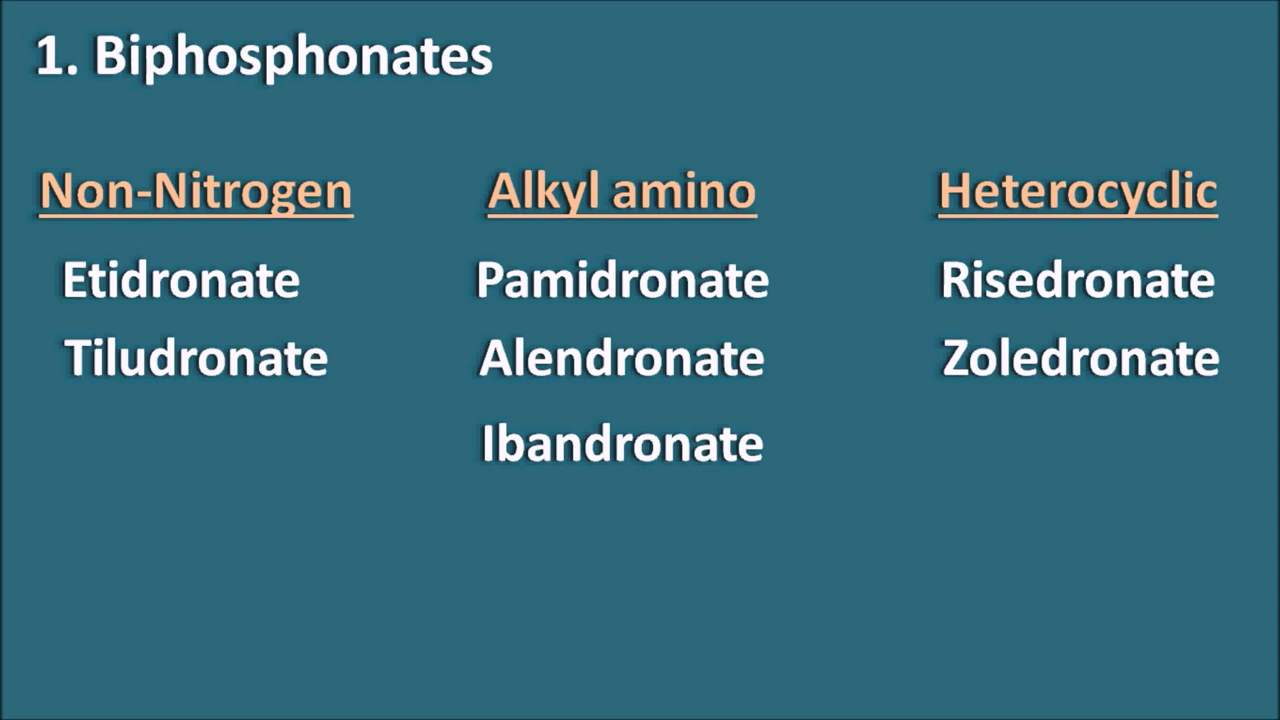 1. Biphosphonates
Non-Nitrogen Alkyl amino Heterocyclic
Etidronate Pamidronate Risedronate
Tiludronate Alendronate Zoledronate
Ibandronate